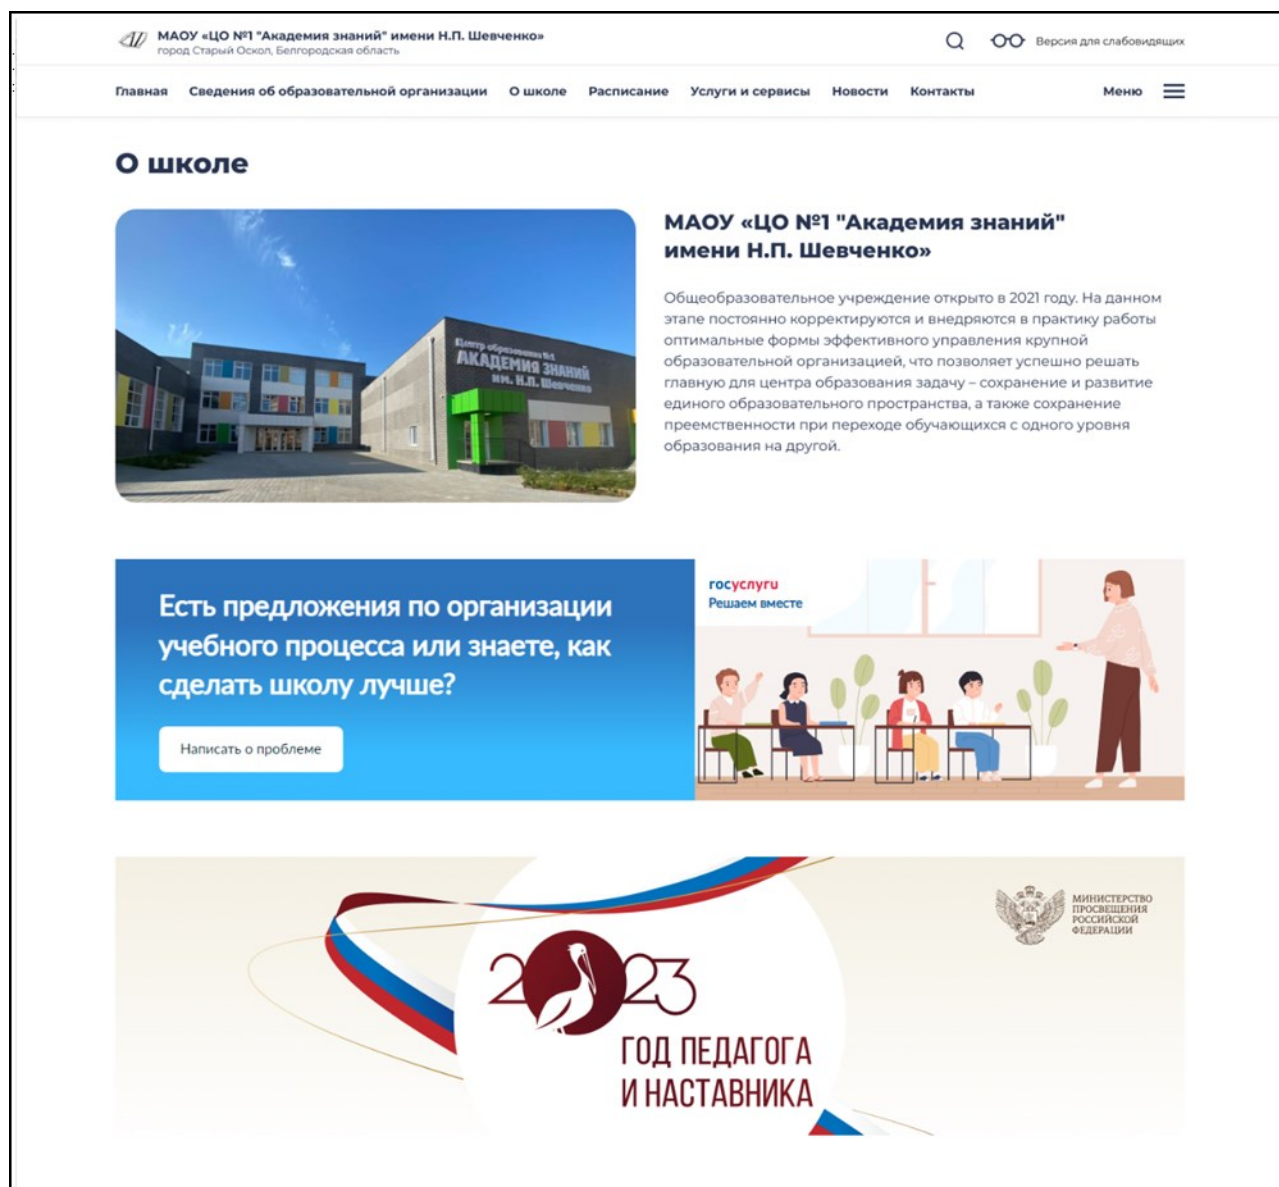 МАОУ «ЦО №1 "Академия знаний" имени Н.П. Шевченко»
город Старый Оскол, Белгородская область
Версия для слабовидящих
Главная Сведения об образовательной организации О школе Расписание Услуги и сервисы Новости Контакты Меню
О школе
Центр образования №1
АКАДЕМИЯ ЗНАНИЙ
им. Н.П. Шевченко
МАОУ «ЦО №1 "Академия знаний"
имени Н.П. Шевченко»
Общеобразовательное учреждение открыто в 2021 году. На данном
этапе постоянно корректируются и внедряются в практику работы
оптимальные формы эффективного управления крупной
образовательной организацией, что позволяет успешно решать
главную для центра образования задачу – сохранение и развитие
единого образовательного пространства, а также сохранение
преемственности при переходе обучающихся с одного уровня
образования на другой.
Есть предложения по организации
учебного процесса или знаете, как
сделать школу лучше?
Написать о проблеме
госуслуги
Решаем вместе
МИНИСТЕРСТВО
ПРОСВЕЩЕНИЯ
РОССИЙСКОЙ
ФЕДЕРАЦИИ
2023
ГОД ПЕДАГОГА
И НАСТАВНИКА